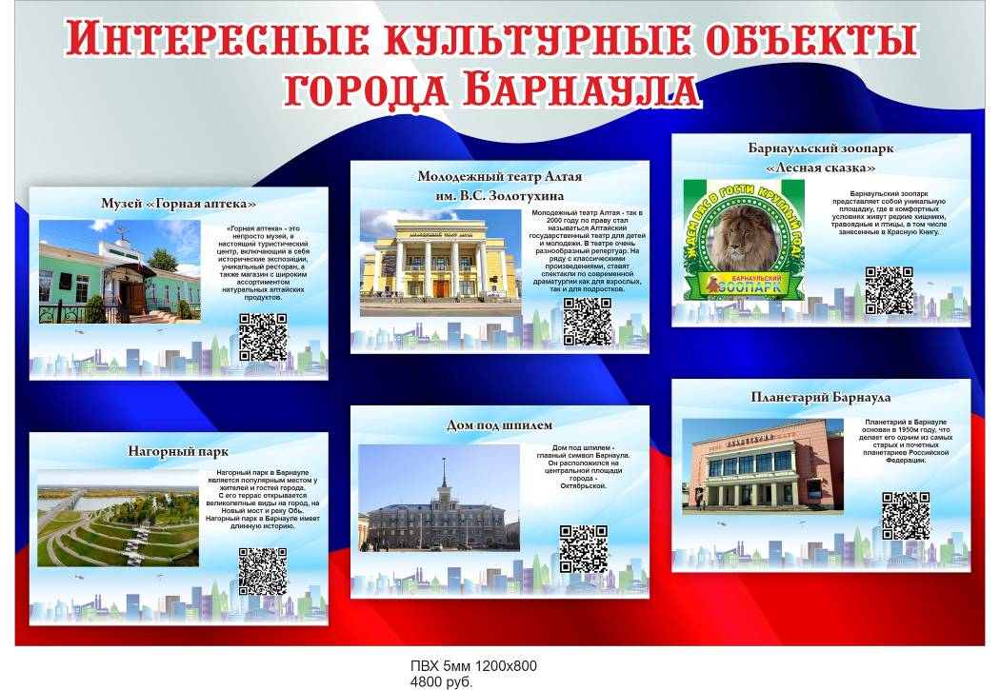 Интересные культурные объекты
города Барнаула
Музей «Горная аптека»
«Горная аптека» - это
непросто музей, а
настоящий туристический
центр, включающий в себя
исторические экспозиции,
уникальный ресторан, а
также магазин с широким
ассортиментом
натуральных алтайских
продуктов.
Молодежный театр Алтая
им. В.С. Золотухина
МОЛОДЕЖНЫЙ ТЕАТР АЛТАЯ
Молодежный театр Алтая - так в
2000 году по праву стал
называться Алтайский
государственный театр для детей
и молодежи. В театре очень
разнообразный репертуар. На
ряду с классическими
произведениями, ставят
спектакли по современной
драматургии как для взрослых,
так и для подростков.
Барнаульский зоопарк
«Лесная сказка»
ЖДЕМ ВАС В ГОСТИ КРУГЛЫЙ ГОД!
БАРНАУЛЬСКИЙ
ЗООПАРК
Барнаульский зоопарк
представляет собой уникальную
площадку, где в комфортных
условиях живут редкие хищники,
травоядные и птицы, в том числе
занесенные в Красную Книгу.
Нагорный парк
Нагорный парк в Барнауле
является популярным местом у
жителей и гостей города.
С его террас открывается
великолепные виды на город, на
Новый мост и реку Обь.
Нагорный парк в Барнауле имеет
длинную историю.
Дом под шпилем
Дом под шпилем -
главный символ Барнаула.
Он расположился на
центральной площади
города -
Октябрьской.
Планетарий Барнаула
ПЛАНЕТАРИЙ
Планетарий в Барнауле
основан в 1950м году, что
делает его одним из самых
старых и почетных
планетариев Российской
Федерации.
ПВХ 5мм 1200х800
4800 руб.